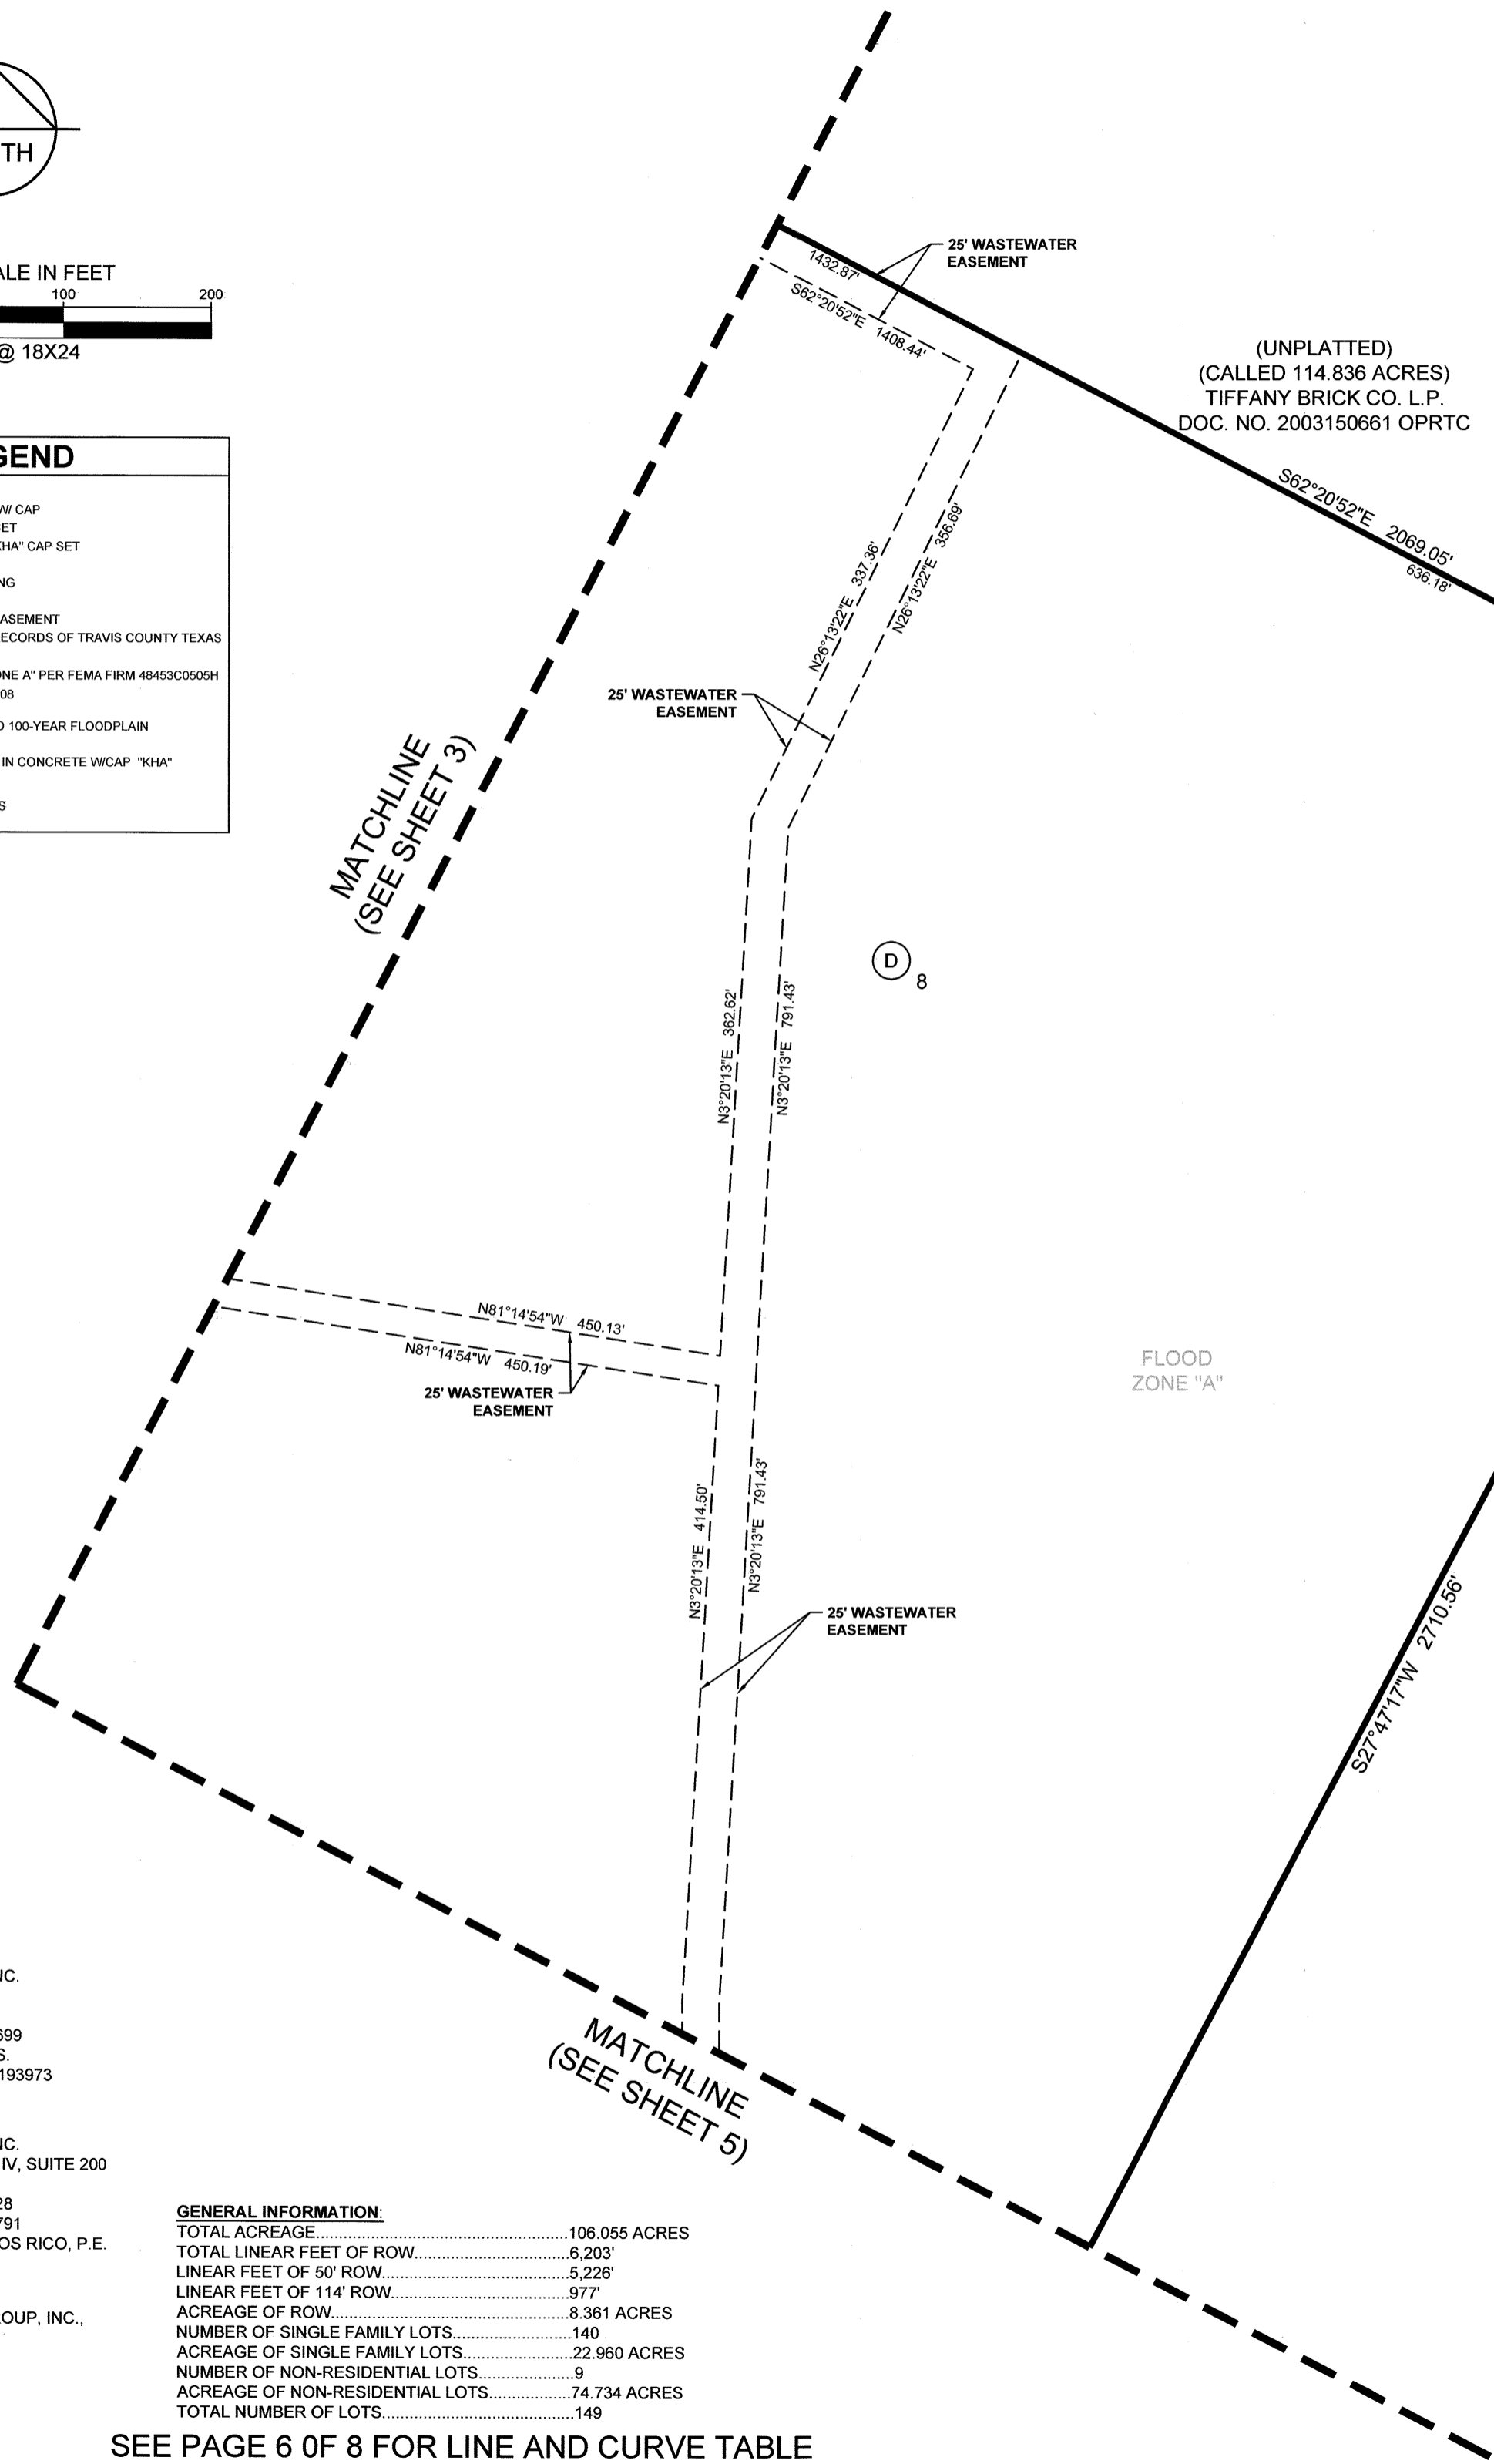 TH
ALE IN FEET
100 200
@ 18X24
GEND
W/ CAP
ET
KHA" CAP SET
NG
ASEMENT
ECORDS OF TRAVIS COUNTY TEXAS
ONE A" PER FEMA FIRM 48453C0505H
08
D 100-YEAR FLOODPLAIN
IN CONCRETE W/CAP "KHA"
S
25' WASTEWATER
EASEMENT
1432.87'
S62°20'52"E 1408.44'
(UNPLATTED)
(CALLED 114.836 ACRES)
TIFFANY BRICK CO. L.P.
DOC. NO. 2003150661 OPRTC
S62°20'52"E 2069.05'
636.18'
N26°13'22"E 337.36'
N26°13'22"E 356.69'
25' WASTEWATER
EASEMENT
MATCHLINE
(SEE SHEET 3)
D
8
N3°20'13"E 362.62'
N3°20'13"E 791.43'
N81°14'54"W 450.13'
N81°14'54"W 450.19'
25' WASTEWATER
EASEMENT
FLOOD
ZONE "A"
N3°20'13"E 414.50'
N3°20'13"E 791.43'
25' WASTEWATER
EASEMENT
S27°47'17"W 2710.56'
MATCHLINE
(SEE SHEET 5)
NC.
699
S.
193973
NC.
IV, SUITE 200
28
791
OS RICO, P.E.
OUP, INC.,
GENERAL INFORMATION:
TOTAL ACREAGE..................................................106.055 ACRES
TOTAL LINEAR FEET OF ROW...............................6,203'
LINEAR FEET OF 50' ROW.....................................5,226'
LINEAR FEET OF 114' ROW...................................977'
ACREAGE OF ROW...............................................8.361 ACRES
NUMBER OF SINGLE FAMILY LOTS.......................140
ACREAGE OF SINGLE FAMILY LOTS.....................22.960 ACRES
NUMBER OF NON-RESIDENTIAL LOTS...................9
ACREAGE OF NON-RESIDENTIAL LOTS................74.734 ACRES
TOTAL NUMBER OF LOTS......................................149
SEE PAGE 6 0F 8 FOR LINE AND CURVE TABLE